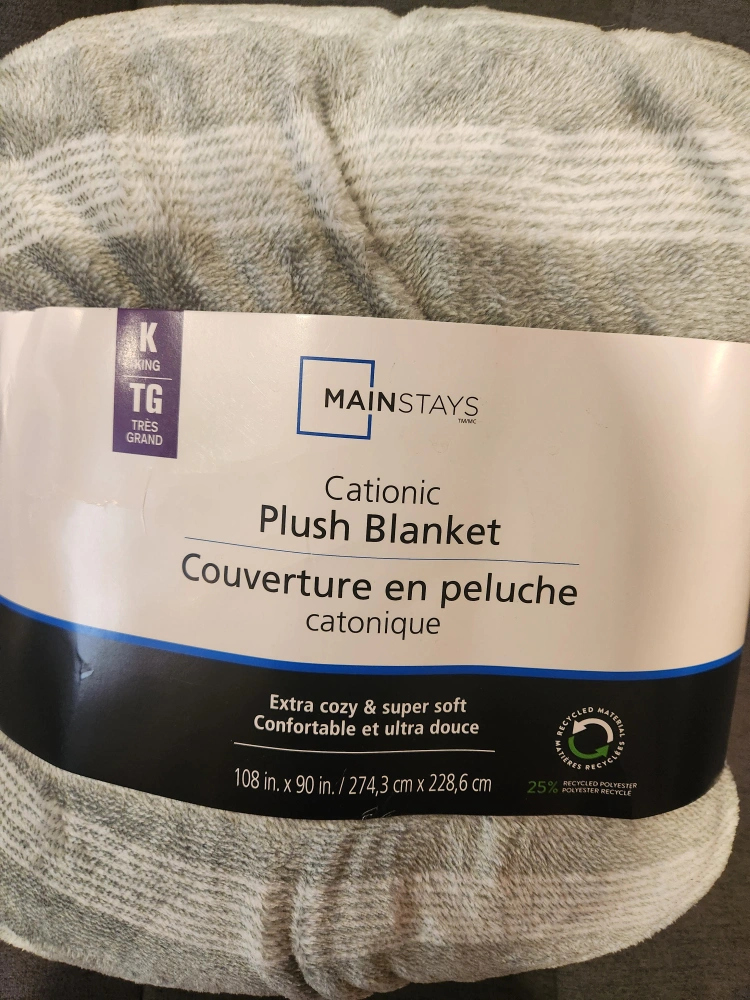 K
KING
TG
TRÈS
GRAND
MAINSTAYS
TM/MC
Cationic
Plush Blanket
Couverture en peluche
catonique
Extra cozy & super soft
Confortable et ultra douce
108 in. x 90 in. / 274,3 cm x 228,6 cm
RECYCLED MATERIAL
MATIÈRES RECYCLÉES
25% RECYCLED POLYESTER
POLYESTER RECYCLÉ